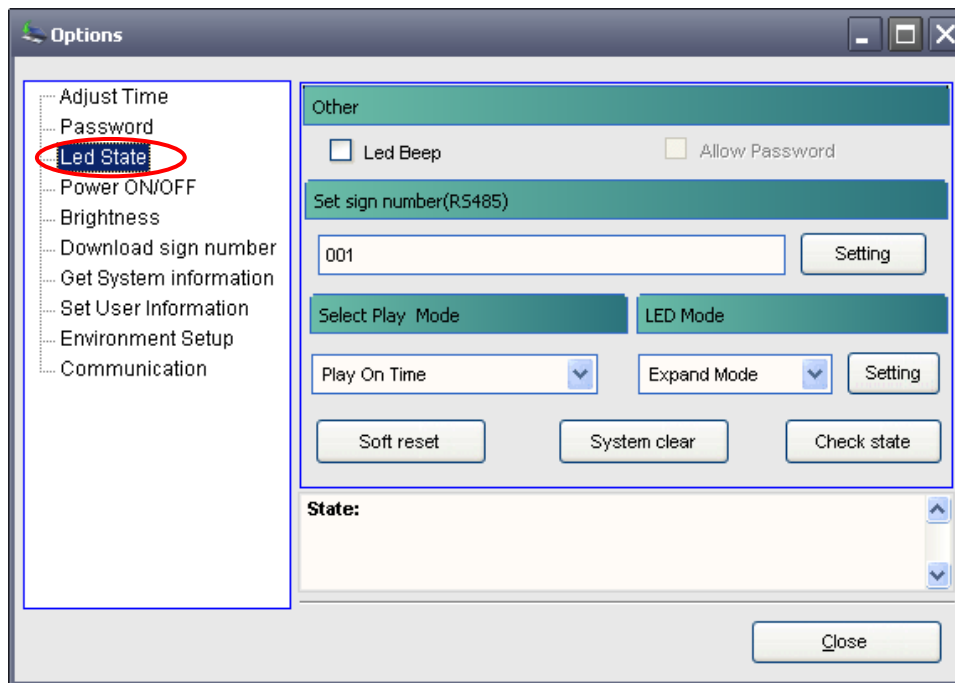 Options
Adjust Time
Password
Led State
Power ON/OFF
Brightness
Download sign number
Get System information
Set User Information
Environment Setup
Communication
Other
Led Beep
Allow Password
Set sign number(RS485)
001
Setting
Select Play Mode
LED Mode
Play On Time
Expand Mode
Setting
Soft reset
System clear
Check state
State:
Close